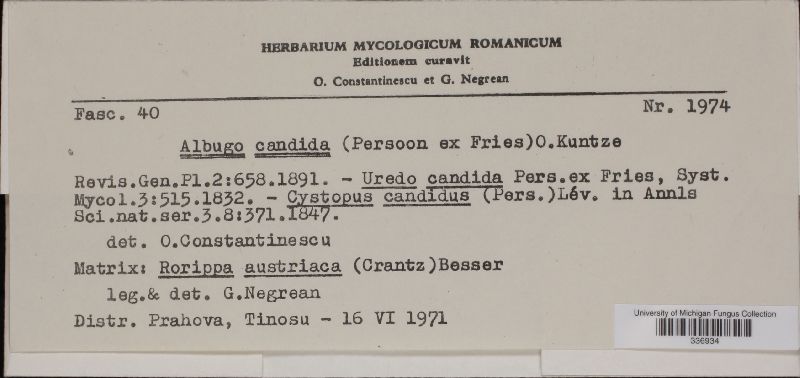 HERBARIUM MYCOLOGICUM ROMANICUM
Editionem curavit
O. Constantinescu et G. Negrean
Fasc. 40
Nr. 1974
Albugo candida (Persoon ex Fries)O.Kuntze
Revis.Gen.Pl.2:658.1891. - Uredo candida Pers.ex Fries, Syst.
Mycol.3:515.1832. - Cystopus candidus (Pers.)Lév. in Annls
Sci.nat.ser.3.8:371.1847.
det. O.Constantinescu
Matrix: Rorippa austriaca (Crantz)Besser
leg.& det. G.Negrean
Distr. Prahova, Tinosu - 16 VI 1971
University of Michigan Fungus Collection
336934